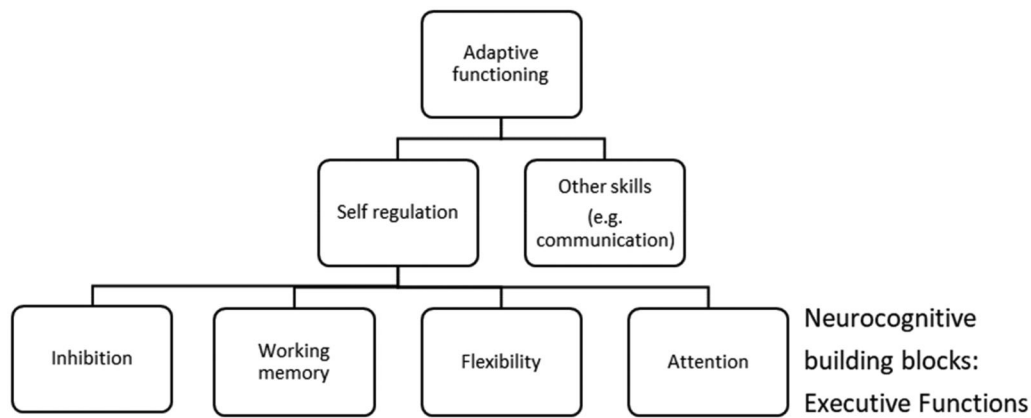 Adaptive
functioning
Self regulation
Other skills
(e.g.
communication)
Inhibition
Working
memory
Flexibility
Attention
Neurocognitive
building blocks:
Executive Functions